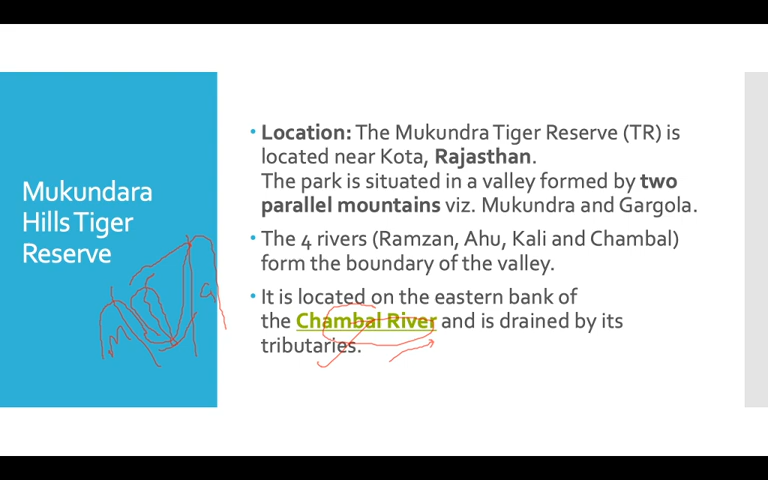 Mukundara
Hills Tiger
Reserve
• Location: The Mukundra Tiger Reserve (TR) is
located near Kota, Rajasthan.
The park is situated in a valley formed by two
parallel mountains viz. Mukundra and Gargola.
• The 4 rivers (Ramzan, Ahu, Kali and Chambal)
form the boundary of the valley.
• It is located on the eastern bank of
the Chambal River and is drained by its
tributaries.
M
G